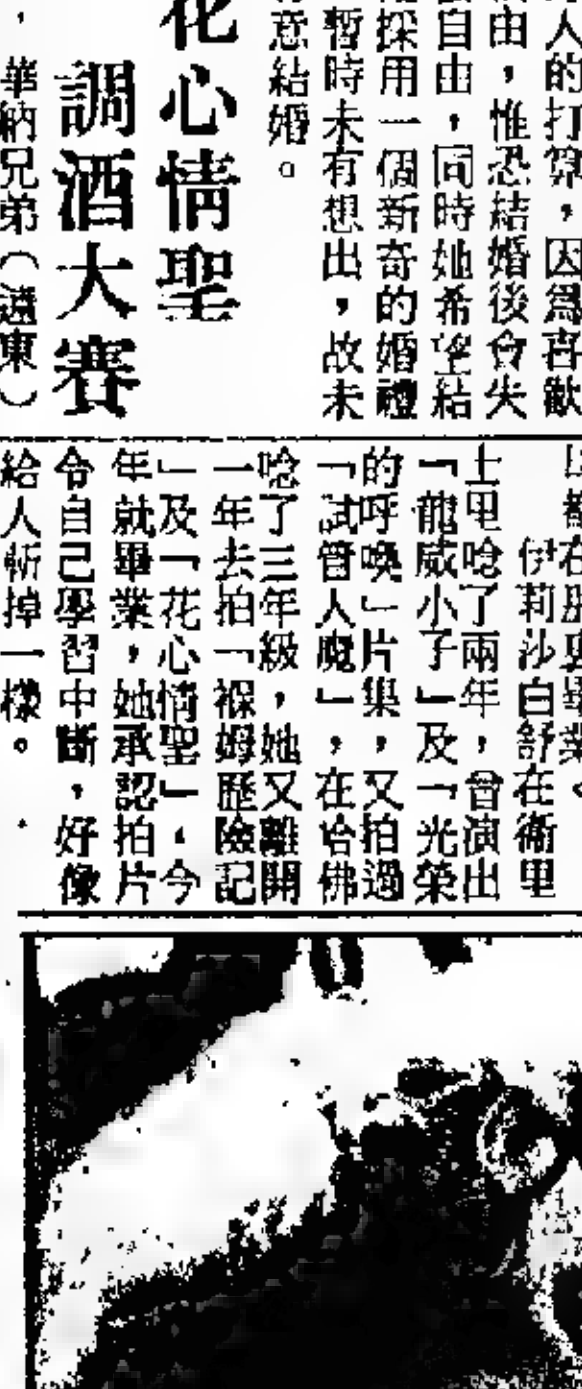 人的打算，因爲喜歡
由，惟恐結婚後會失
自由，同時她希望結
採用一個新奇的婚禮
暫時未有想出，故未
意結婚。
花心情聖
調酒大賽
，華納兄弟（遠東）
業。
伊莉沙白舒在衞里
士里唸了兩年，曾演出
「龍威小子」及「光榮
的呼喚」片集，又拍過
「試管人魔」，在哈佛
唸了三年級，她又離開
一年去拍「褓姆歷險記
」及「花心情聖」，今
年就畢業，她承認拍片
令自己學習中斷，好像
給人斬掉一樣。